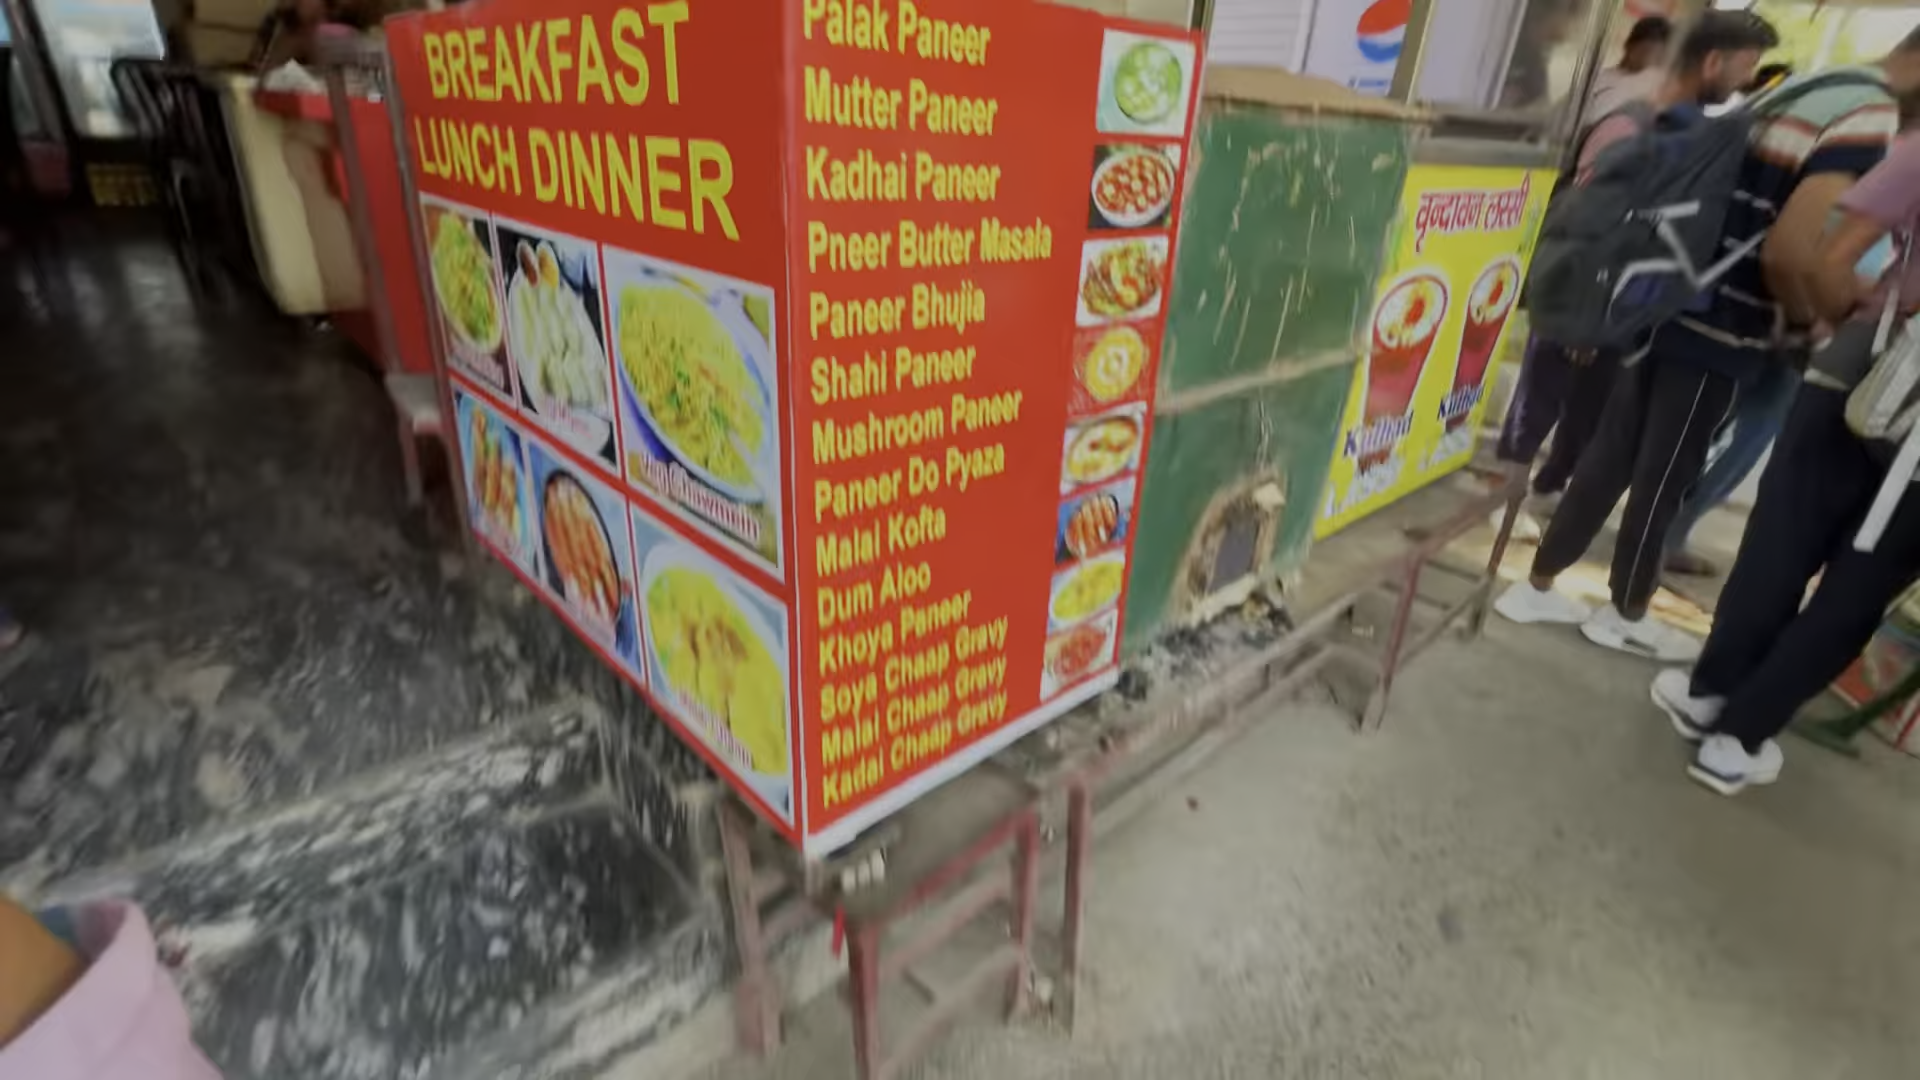 BREAKFAST
LUNCH DINNER
Veg Chowmein
Palak Paneer
Mutter Paneer
Kadhai Paneer
Pneer Butter Masala
Paneer Bhujia
Shahi Paneer
Mushroom Paneer
Paneer Do Pyaza
Malai Kofta
Dum Aloo
Khoya Paneer
Soya Chaap Gravy
Malai Chaap Gravy
Kadai Chaap Gravy
वृन्दावन लस्सी
Kulhad
Kulhad